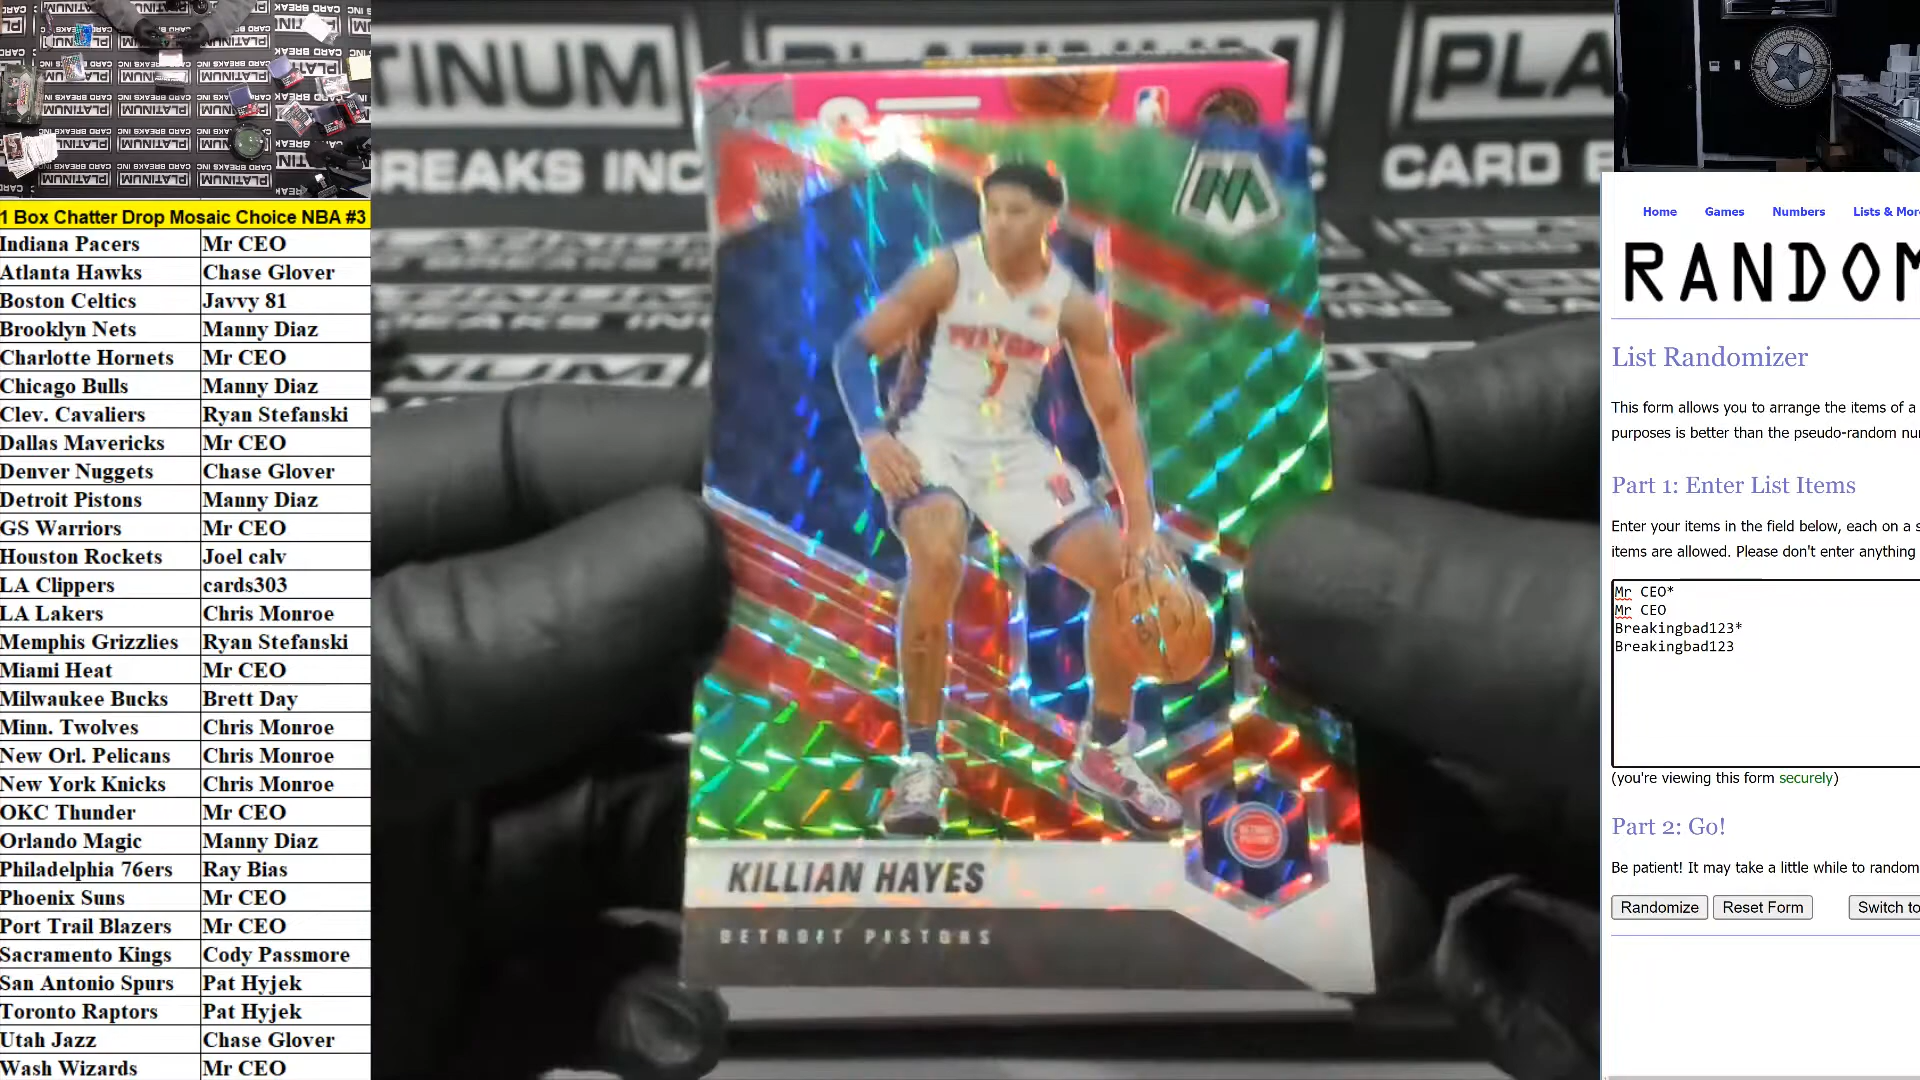 1 Box Chatter Drop Mosaic Choice NBA #3
Indiana Pacers Mr CEO
Atlanta Hawks Chase Glover
Boston Celtics Javvy 81
Brooklyn Nets Manny Diaz
Charlotte Hornets Mr CEO
Chicago Bulls Manny Diaz
Clev. Cavaliers Ryan Stefanski
Dallas Mavericks Mr CEO
Denver Nuggets Chase Glover
Detroit Pistons Manny Diaz
GS Warriors Mr CEO
Houston Rockets Joel calv
LA Clippers cards303
LA Lakers Chris Monroe
Memphis Grizzlies Ryan Stefanski
Miami Heat Mr CEO
Milwaukee Bucks Brett Day
Minn. Twolves Chris Monroe
New Orl. Pelicans Chris Monroe
New York Knicks Chris Monroe
OKC Thunder Mr CEO
Orlando Magic Manny Diaz
Philadelphia 76ers Ray Bias
Phoenix Suns Mr CEO
Port Trail Blazers Mr CEO
Sacramento Kings Cody Passmore
San Antonio Spurs Pat Hyjek
Toronto Raptors Pat Hyjek
Utah Jazz Chase Glover
Wash Wizards Mr CEO
TINUM PLATINUM PLA
BREAKS INC CARD B
PISTONS
7
KILLIAN HAYES
DETROIT PISTONS
Home Games Numbers Lists & Mor
RANDOM
List Randomizer
This form allows you to arrange the items of a
purposes is better than the pseudo-random nu
Part 1: Enter List Items
Enter your items in the field below, each on a s
items are allowed. Please don't enter anything
Mr CEO*
Mr CEO
Breakingbad123*
Breakingbad123
(you're viewing this form securely)
Part 2: Go!
Be patient! It may take a little while to random
Randomize Reset Form Switch to